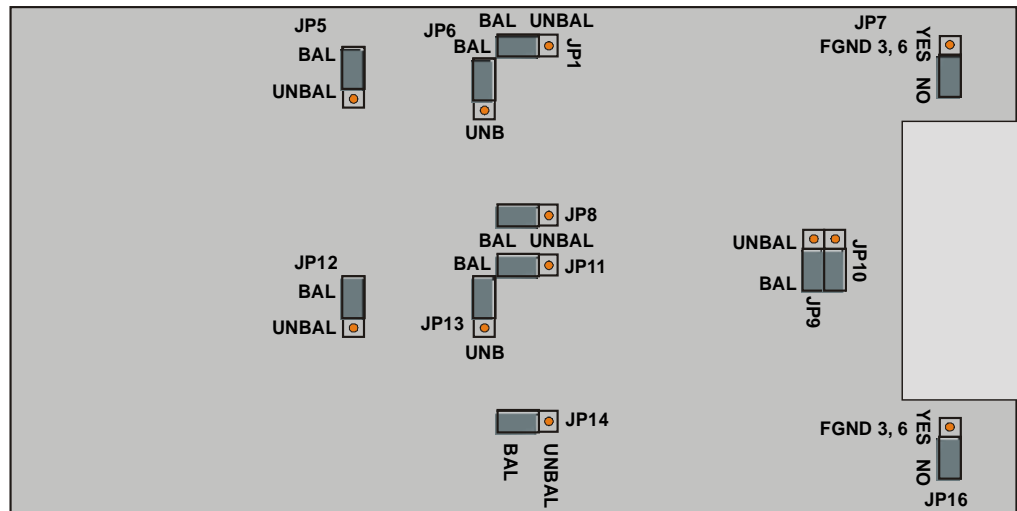 BAL UNBAL
JP5
JP6
JP7
BAL
BAL
JP1
FGND 3, 6
YES
NO
UNBAL
UNB
JP8
BAL UNBAL
UNBAL
JP12
BAL
JP11
JP10
BAL
BAL
JP9
UNBAL
JP13
UNB
JP14
FGND 3, 6
YES
NO
BAL
UNBAL
JP16